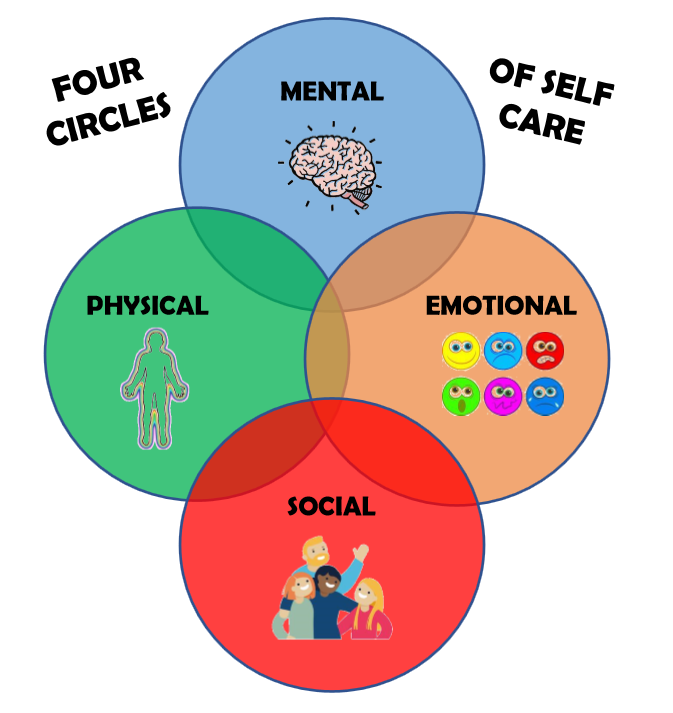 FOUR
CIRCLES
OF SELF
CARE
MENTAL
PHYSICAL
EMOTIONAL
SOCIAL